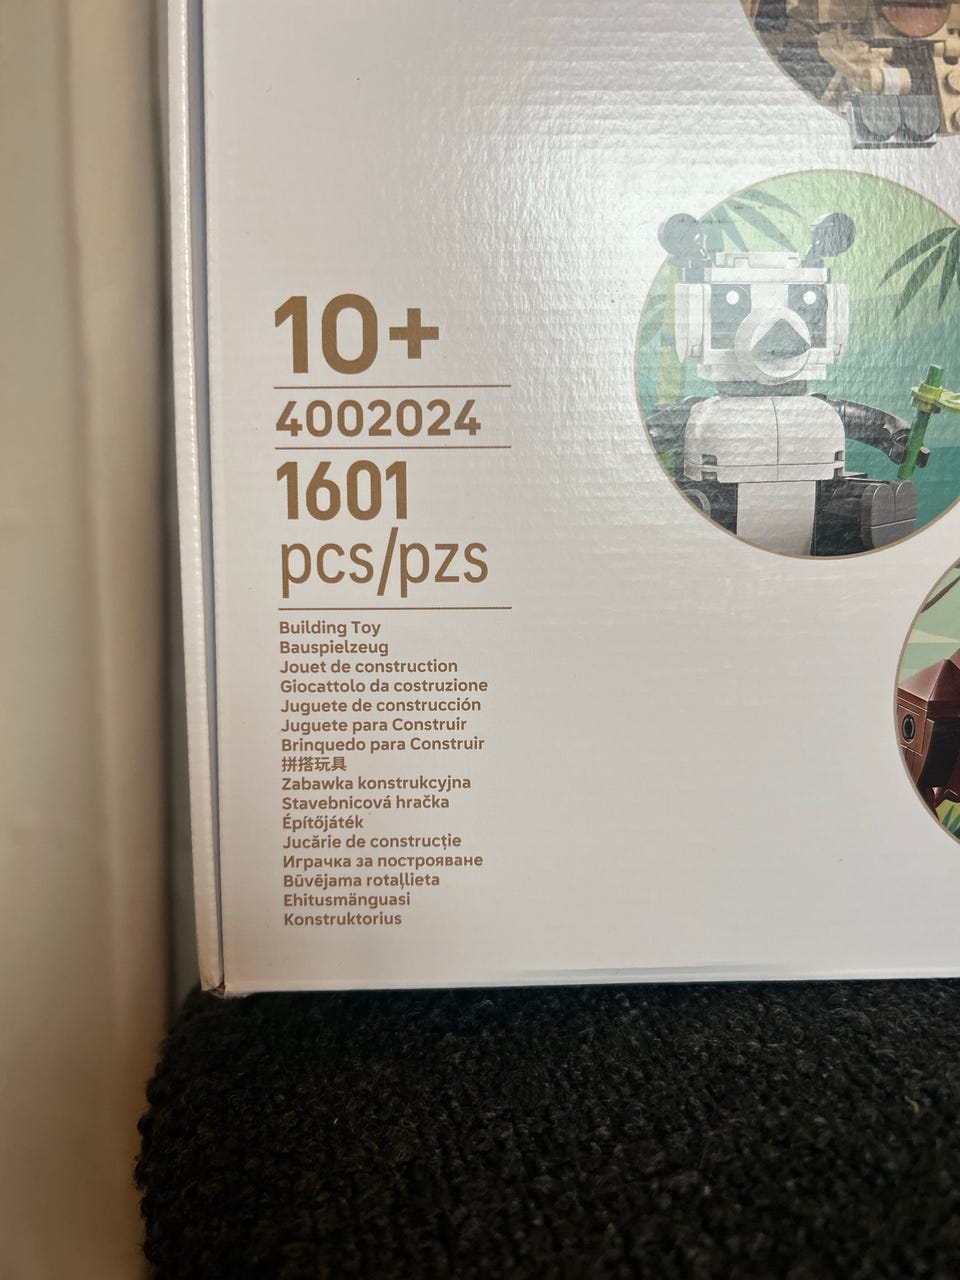 10+
4002024
1601
pcs/pzs
Building Toy
Bauspielzeug
Jouet de construction
Giocattolo da costruzione
Juguete de construcción
Juguete para Construir
Brinquedo para Construir
拼搭玩具
Zabawka konstrukcyjna
Stavebnicová hračka
Építőjáték
Jucărie de construcție
Играчка за построяване
Būvējama rotaļlieta
Ehitusmänguasi
Konstruktorius